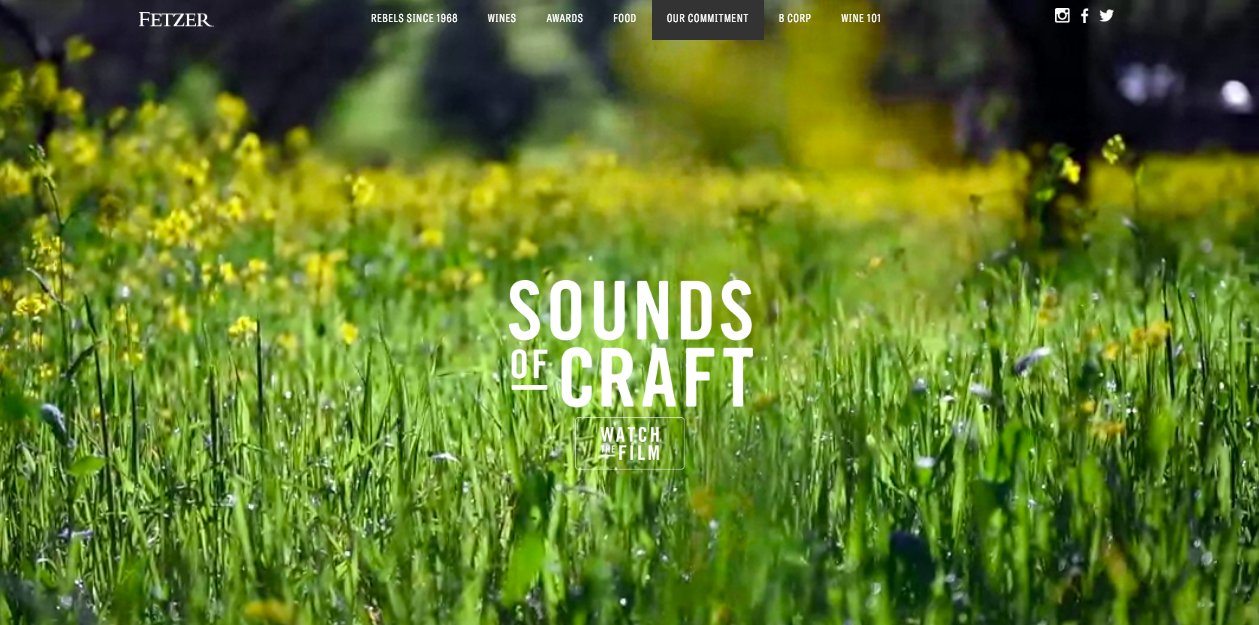 FETZER
REBELS SINCE 1968
WINES
AWARDS
FOOD
OUR COMMITMENT
B CORP
WINE 101
SOUNDS
OF CRAFT
WATCH
THE FILM